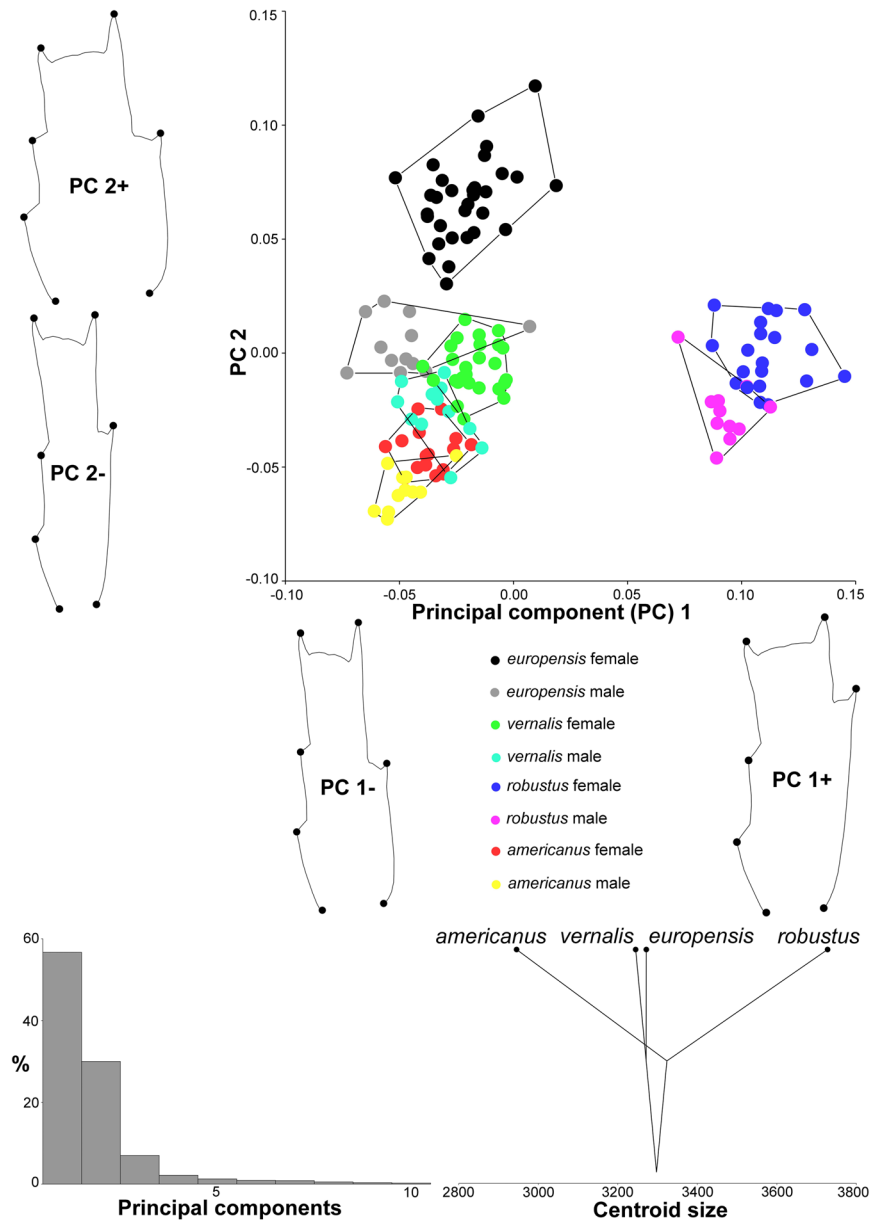 0.15
0.10
0.05
0.00
-0.05
-0.10
PC 2
-0.10
-0.05
0.00
0.05
0.10
0.15
Principal component (PC) 1
PC 2+
PC 2-
PC 1-
PC 1+
europensis female
europensis male
vernalis female
vernalis male
robustus female
robustus male
americanus female
americanus male
60
40
20
0
%
5
10
Principal components
americanus
vernalis
europensis
robustus
2800
3000
3200
3400
3600
3800
Centroid size